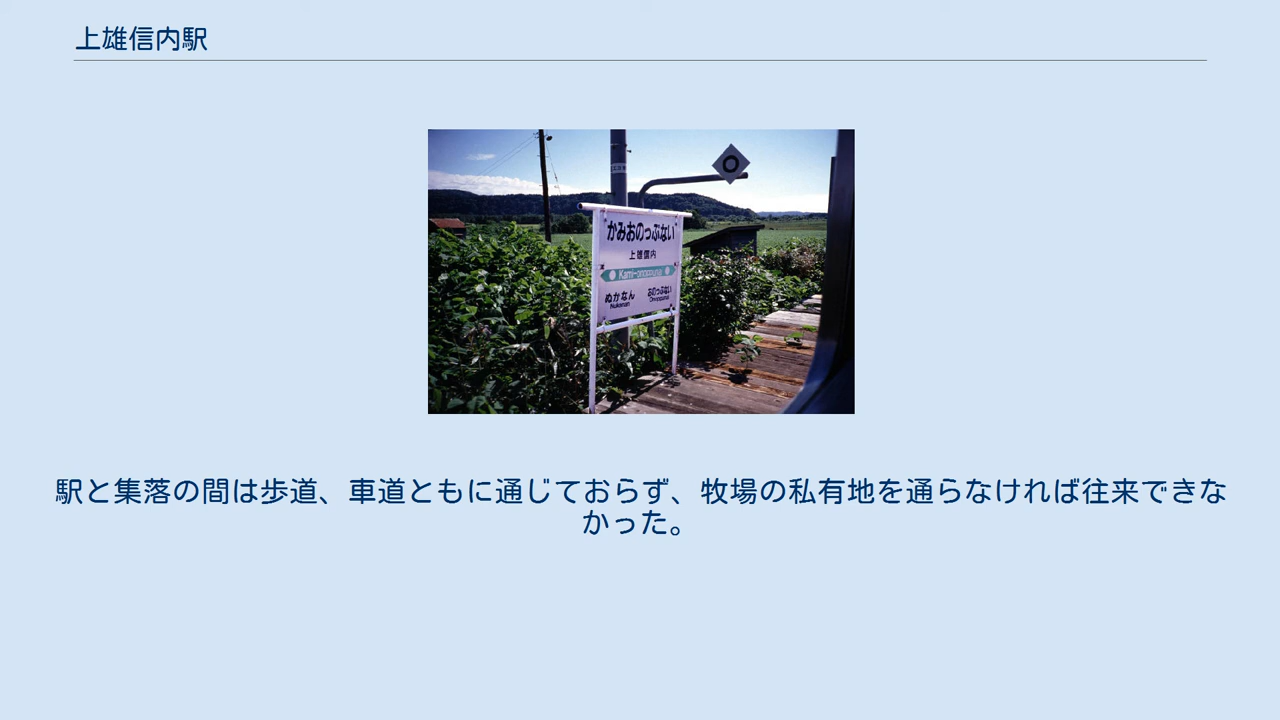 上雄信内駅
かみおのっぷない
上雄信内
Kami-onoppunai
ぬかなん おのっぷない
Nukanan Onoppunai
駅と集落の間は歩道、車道ともに通じておらず、牧場の私有地を通らなければ往来できな
かった。